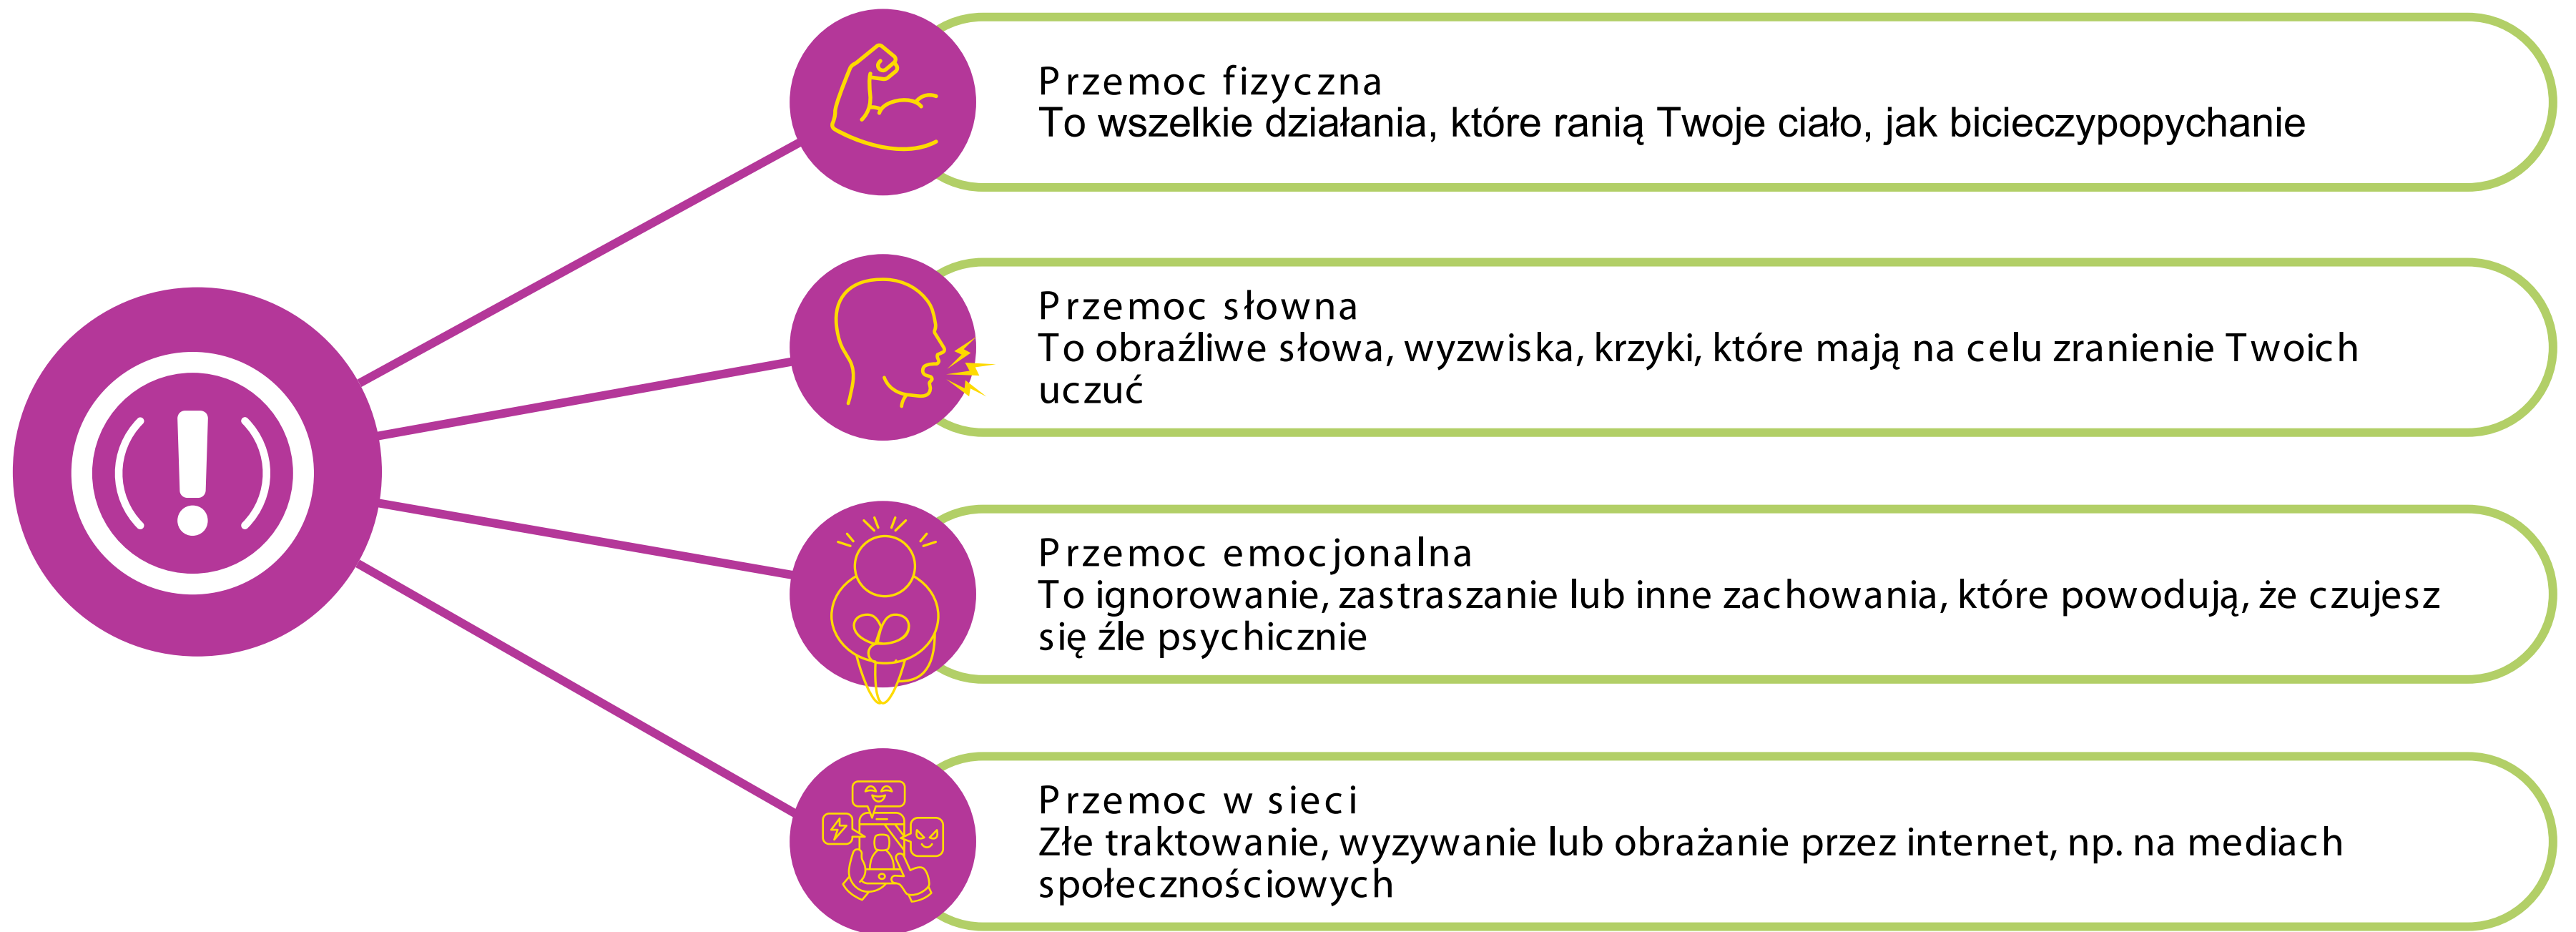 Przemoc fizyczna
To wszelkie działania, które ranią Twoje ciało, jak bicieczypopychanie
Przemoc słowna
To obraźliwe słowa, wyzwiska, krzyki, które mają na celu zranienie Twoich
uczuć
Przemoc emocjonalna
To ignorowanie, zastraszanie lub inne zachowania, które powodują, że czujesz
się źle psychicznie
Przemoc w sieci
Złe traktowanie, wyzywanie lub obrażanie przez internet, np. na mediach
społecznościowych